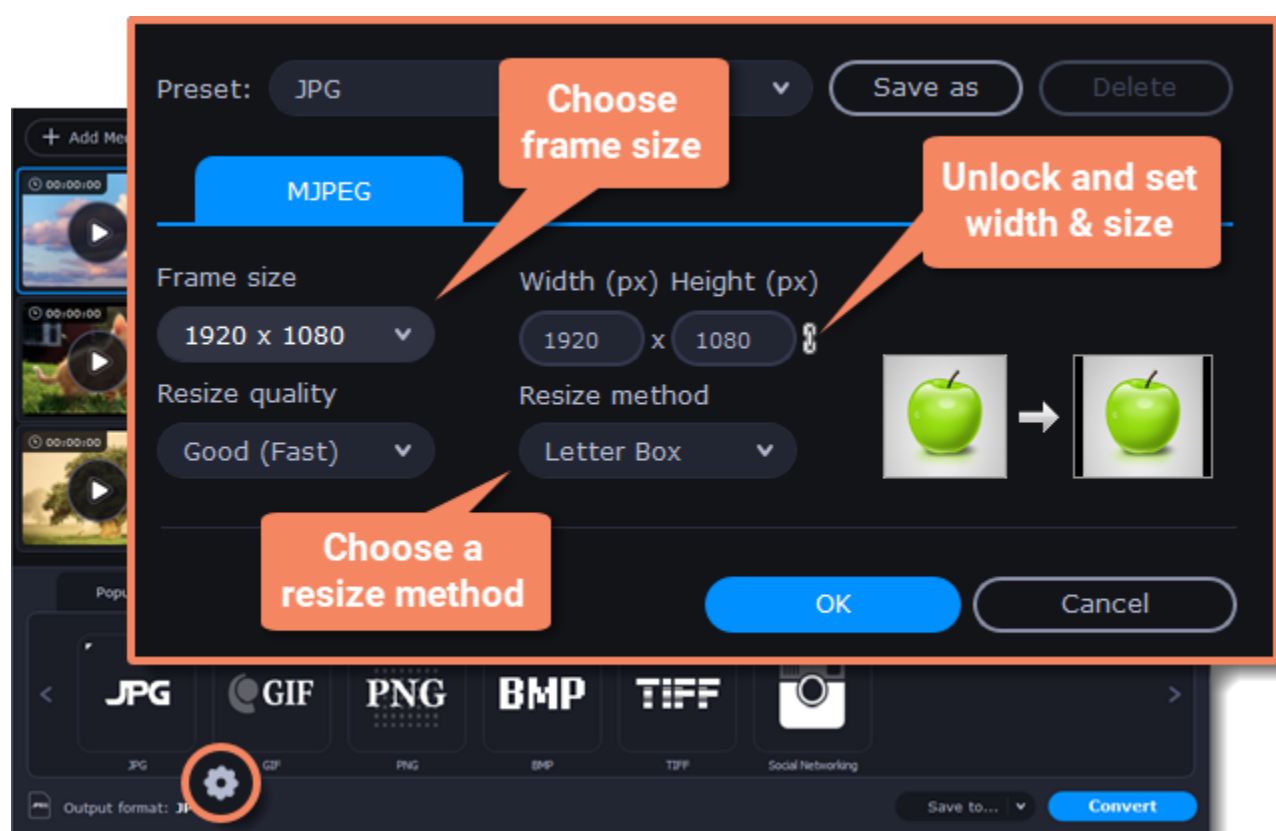 Preset: JPG Save as Delete
Choose
frame size
+ Add
00:00:00
MJPEG
Unlock and set
width & size
Frame size
Width (px) Height (px)
1920 x 1080
1920 x 1080
00:00:00
Resize quality
Resize method
Good (Fast)
Letter Box
00:00:00
Choose a
resize method
OK Cancel
JPG GIF PNG BMP TIFF
JPG GIF PNG BMP TIFF Social Networking
JPEG Output format:
Save to... Convert